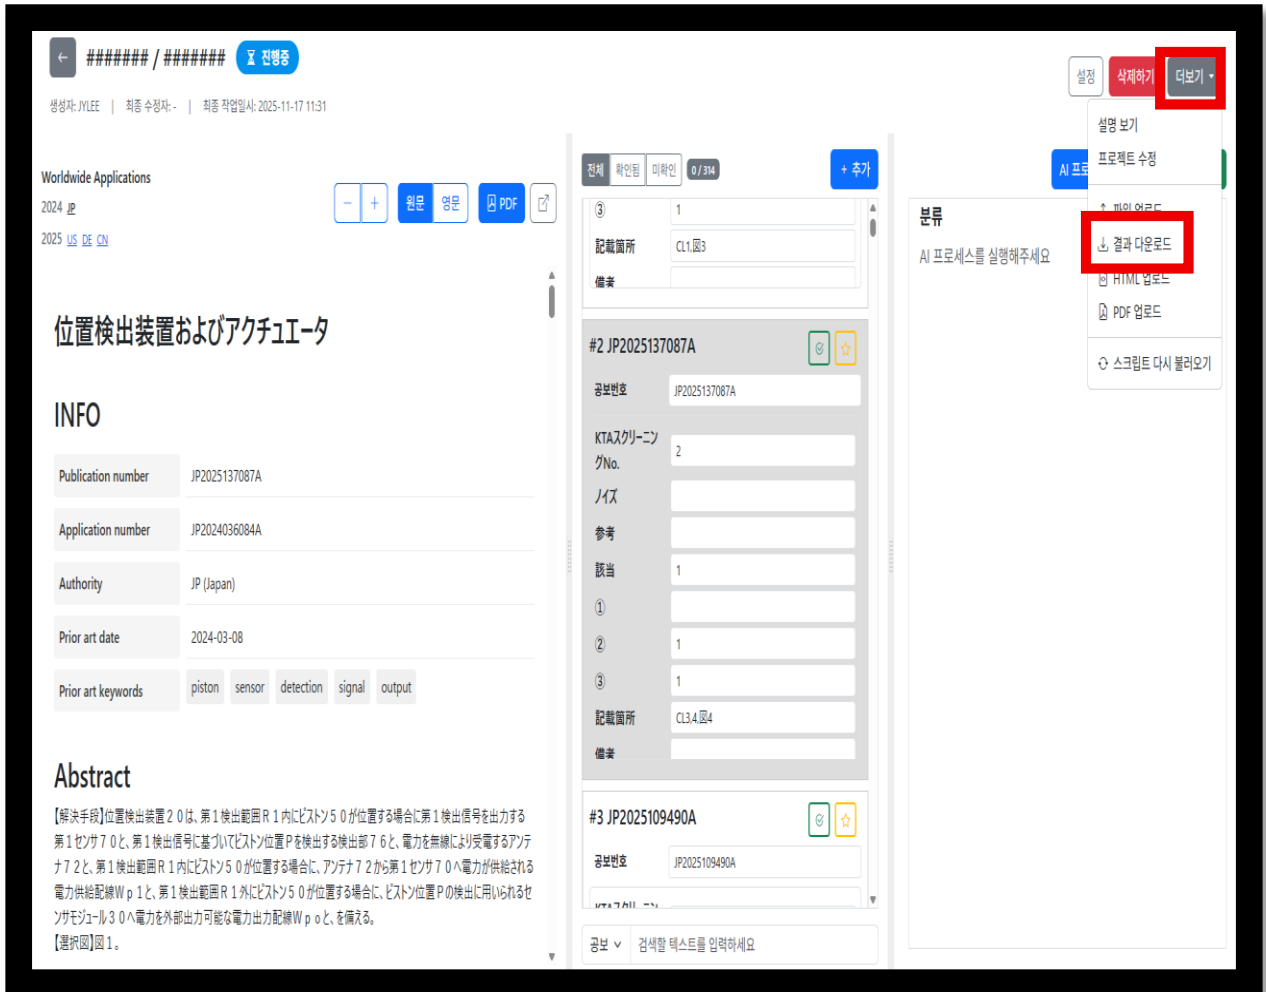 ← ####### / ####### 진행중
생성자: JYLEE | 최종 수정자: - | 최종 작업일시: 2025-11-17 11:31
설정 삭제하기 더보기
설명 보기
프로젝트 수정
파일 업로드
결과 다운로드
HTML 업로드
PDF 업로드
스크립트 다시 불러오기
Worldwide Applications
2024 JP
2025 US DE CN
− + 원문 영문 PDF
位置検出装置およびアクチュエータ
INFO
Publication number JP2025137087A
Application number JP2024036084A
Authority JP (Japan)
Prior art date 2024-03-08
Prior art keywords piston sensor detection signal output
Abstract
【解決手段】位置検出装置２０は、第１検出範囲Ｒ１内にピストン５０が位置する場合に第１検出信号を出力する
第１センサ７０と、第１検出信号に基づいてピストン位置Ｐを検出する検出部７６と、電力を無線により受電するアンテ
ナ７２と、第１検出範囲Ｒ１内にピストン５０が位置する場合に、アンテナ７２から第１センサ７０へ電力が供給される
電力供給配線Ｗｐ１と、第１検出範囲Ｒ１外にピストン５０が位置する場合に、ピストン位置Ｐの検出に用いられるセ
ンサモジュール３０へ電力を外部出力可能な電力出力配線Ｗｐｏと、を備える。
【選択図】図１。
전체 확인됨 미확인 0 / 314 + 추가
③ 1
記載箇所 CL1,図3
備考
#2 JP2025137087A
공보번호 JP2025137087A
KTAスクリーニン
グNo. 2
ノイズ
参考
該当 1
①
② 1
③ 1
記載箇所 CL3,4,図4
備考
#3 JP2025109490A
공보번호 JP2025109490A
KTAスクリーニン
공보 검색할 텍스트를 입력하세요
AI 프로
분류
AI 프로세스를 실행해주세요